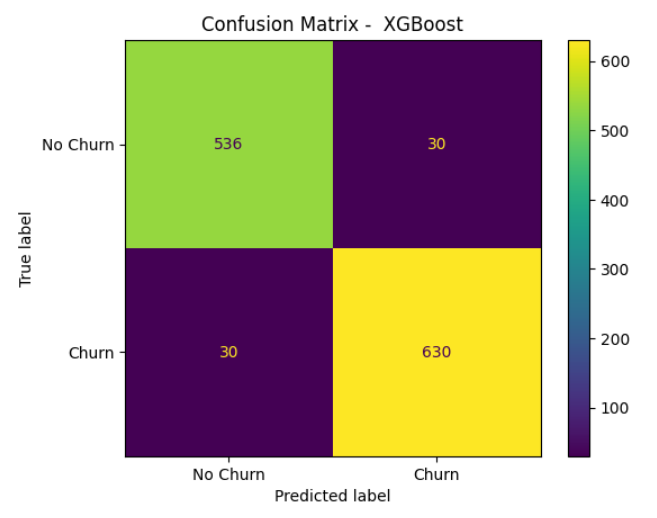 Confusion Matrix -  XGBoost
No Churn
536
30
Churn
30
630
True label
No Churn
Churn
Predicted label
600
500
400
300
200
100